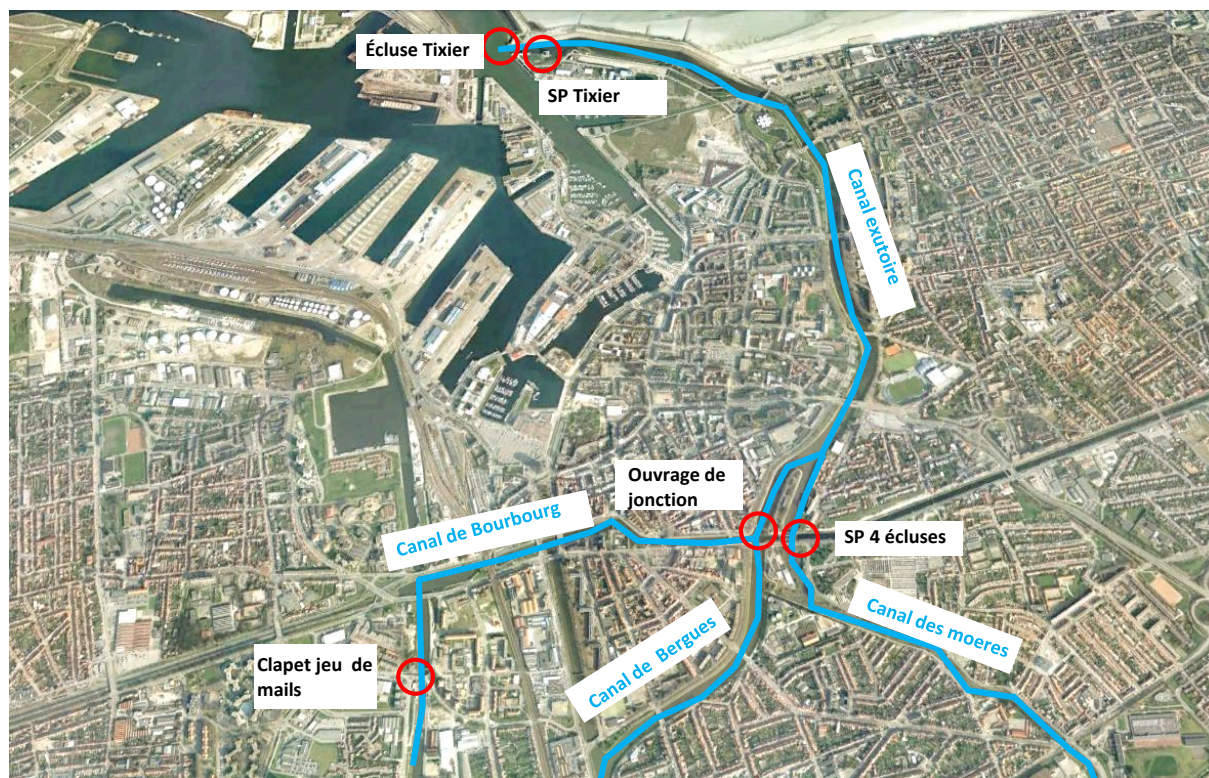 Écluse Tixier
SP Tixier
Canal exutoire
Ouvrage de
jonction
Canal de Bourbourg
SP 4 écluses
Canal des moeres
Canal de Bergues
Clapet jeu de
mails